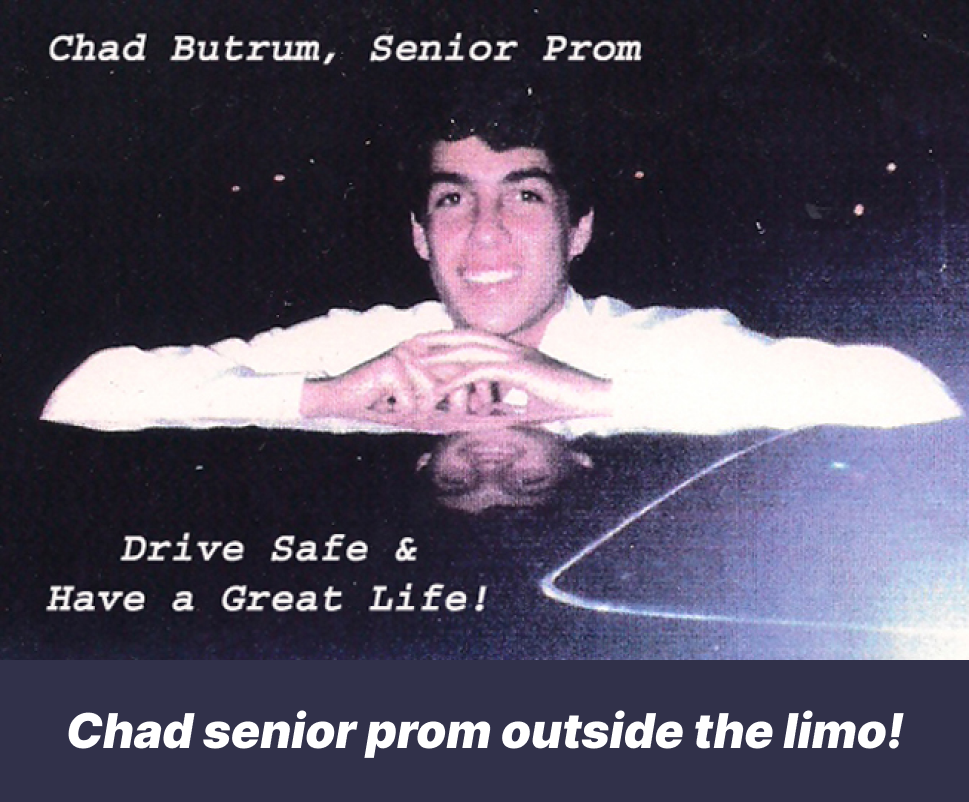 Chad Butrum, Senior Prom
Drive Safe &
Have a Great Life!
Chad senior prom outside the limo!